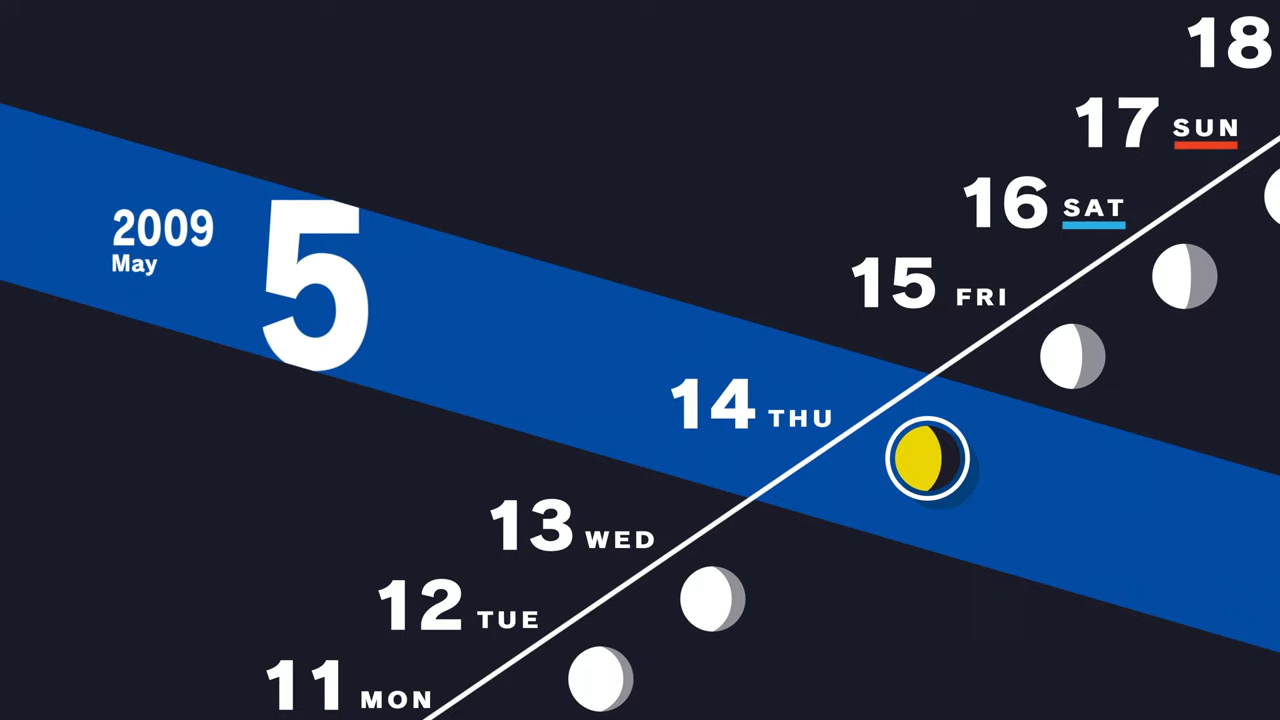 18
17 SUN
16 SAT
2009
May
5
15 FRI
14 THU
13 WED
12 TUE
11 MON